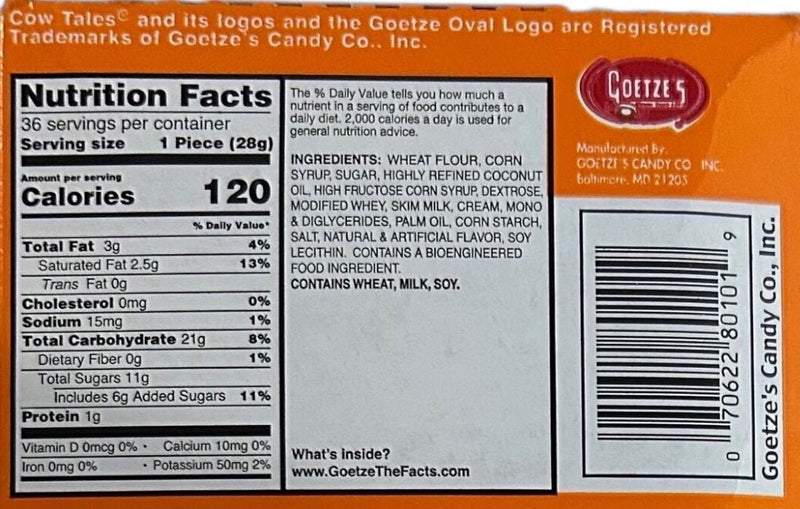 Cow Tales® and its logos and the Goetze Oval Logo are Registered
Trademarks of Goetze's Candy Co., Inc.
Nutrition Facts
36 servings per container
Serving size 1 Piece (28g)
Amount per serving
Calories 120
% Daily Value*
Total Fat 3g 4%
Saturated Fat 2.5g 13%
Trans Fat 0g
Cholesterol 0mg 0%
Sodium 15mg 1%
Total Carbohydrate 21g 8%
Dietary Fiber 0g 1%
Total Sugars 11g
Includes 6g Added Sugars 11%
Protein 1g
Vitamin D 0mcg 0% • Calcium 10mg 0%
Iron 0mg 0% • Potassium 50mg 2%
The % Daily Value tells you how much a
nutrient in a serving of food contributes to a
daily diet. 2,000 calories a day is used for
general nutrition advice.
INGREDIENTS: WHEAT FLOUR, CORN
SYRUP, SUGAR, HIGHLY REFINED COCONUT
OIL, HIGH FRUCTOSE CORN SYRUP, DEXTROSE,
MODIFIED WHEY, SKIM MILK, CREAM, MONO
& DIGLYCERIDES, PALM OIL, CORN STARCH,
SALT, NATURAL & ARTIFICIAL FLAVOR, SOY
LECITHIN. CONTAINS A BIOENGINEERED
FOOD INGREDIENT.
CONTAINS WHEAT, MILK, SOY.
What's inside?
www.GoetzeTheFacts.com
GOETZE'S
Manufactured By:
GOETZE'S CANDY CO., INC.
Baltimore, MD 21205
0 70622 80101 9
Goetze's Candy Co., Inc.